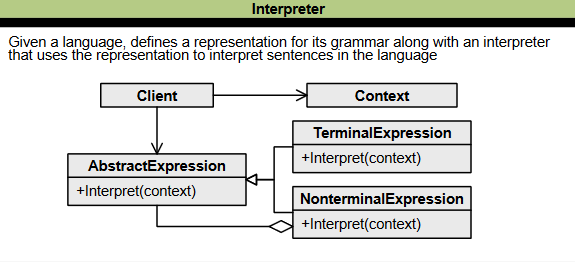 Interpreter
Given a language, defines a representation for its grammar along with an interpreter
that uses the representation to interpret sentences in the language
Client
Context
TerminalExpression
+Interpret(context)
AbstractExpression
+Interpret(context)
NonterminalExpression
+Interpret(context)